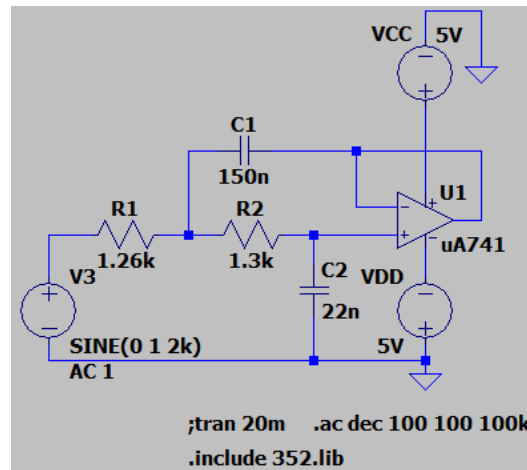 VCC 5V
C1
150n
U1
R1 R2
uA741
1.26k 1.3k
V3 C2 VDD
22n
SINE(0 1 2k) 5V
AC 1
;tran 20m .ac dec 100 100 100k
.include 352.lib